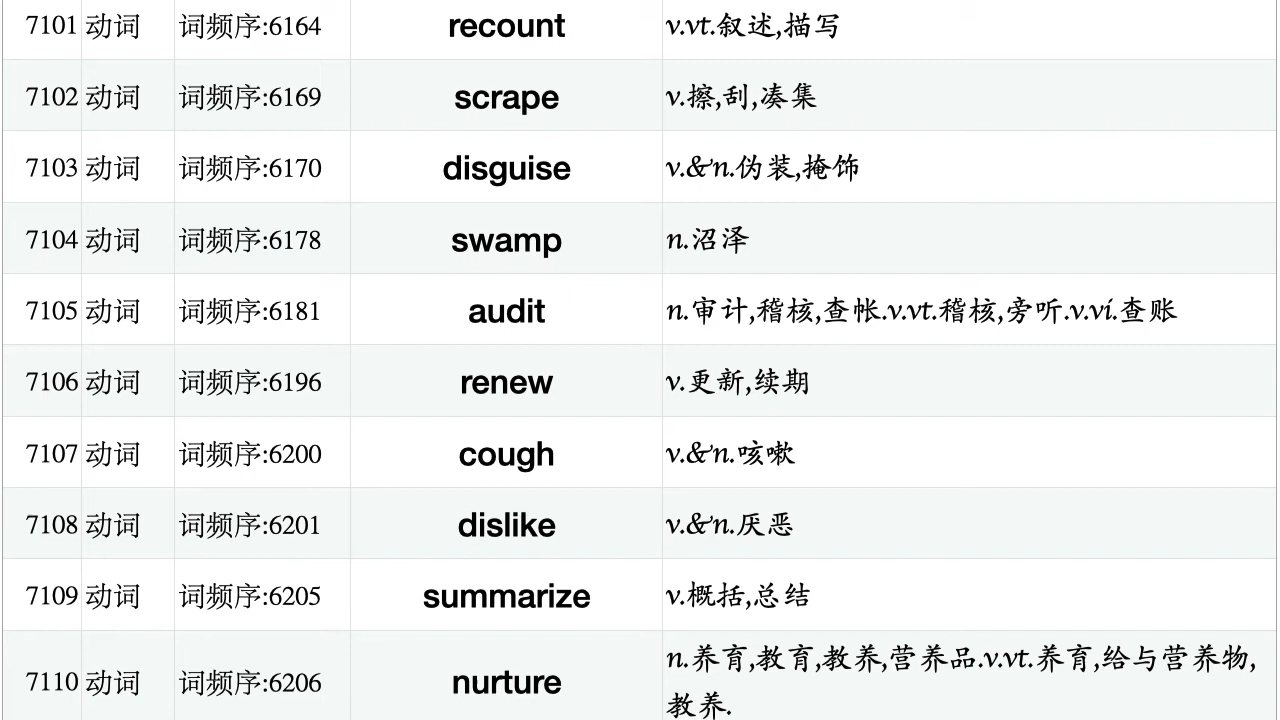 7101 动词 词频序:6164 recount v.vt.叙述,描写
7102 动词 词频序:6169 scrape v.擦,刮,凑集
7103 动词 词频序:6170 disguise v.&n.伪装,掩饰
7104 动词 词频序:6178 swamp n.沼泽
7105 动词 词频序:6181 audit n.审计,稽核,查帐.v.vt.稽核,旁听.v.vi.查账
7106 动词 词频序:6196 renew v.更新,续期
7107 动词 词频序:6200 cough v.&n.咳嗽
7108 动词 词频序:6201 dislike v.&n.厌恶
7109 动词 词频序:6205 summarize v.概括,总结
7110 动词 词频序:6206 nurture n.养育,教育,教养,营养品.v.vt.养育,给与营养物,
教养.